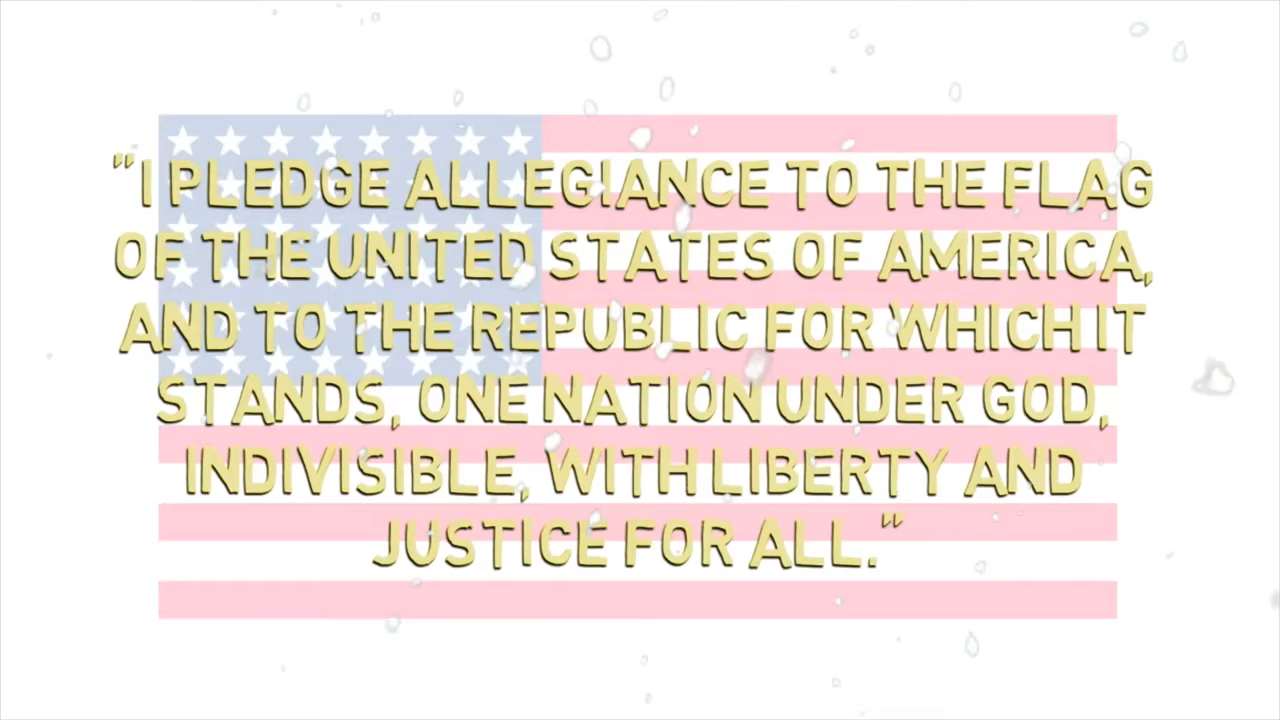 "I PLEDGE ALLEGIANCE TO THE FLAG
OF THE UNITED STATES OF AMERICA,
AND TO THE REPUBLIC FOR WHICH IT
STANDS, ONE NATION UNDER GOD,
INDIVISIBLE, WITH LIBERTY AND
JUSTICE FOR ALL."